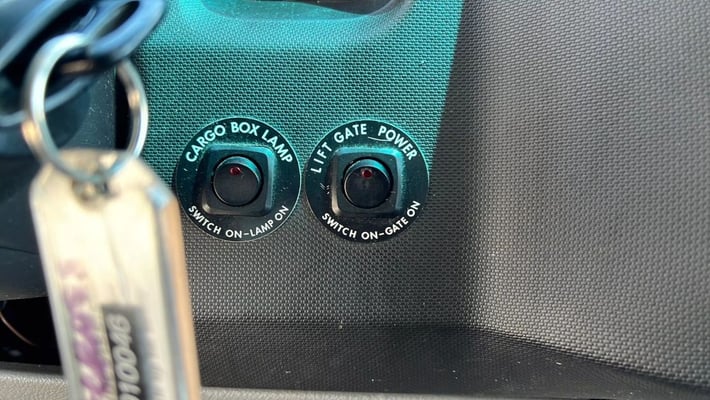 CARGO BOX LAMP
SWITCH ON-LAMP ON
LIFT GATE POWER
SWITCH ON-GATE ON